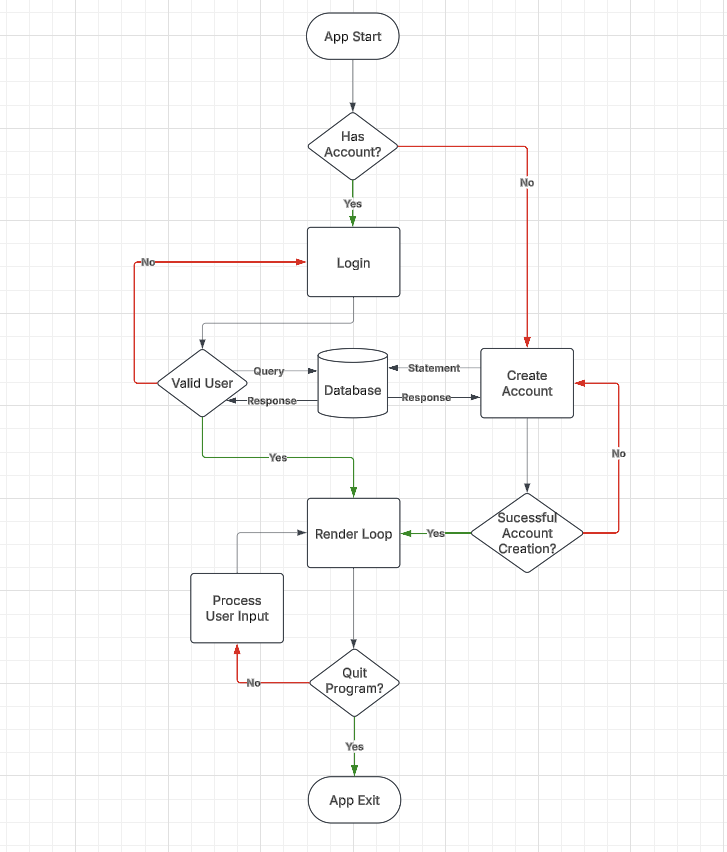 App Start
Has
Account?
No
Yes
Login
No
Valid User
Query
Response
Database
Statement
Response
Create
Account
Yes
No
Render Loop
Yes
Sucessful
Account
Creation?
Process
User Input
No
Quit
Program?
Yes
App Exit